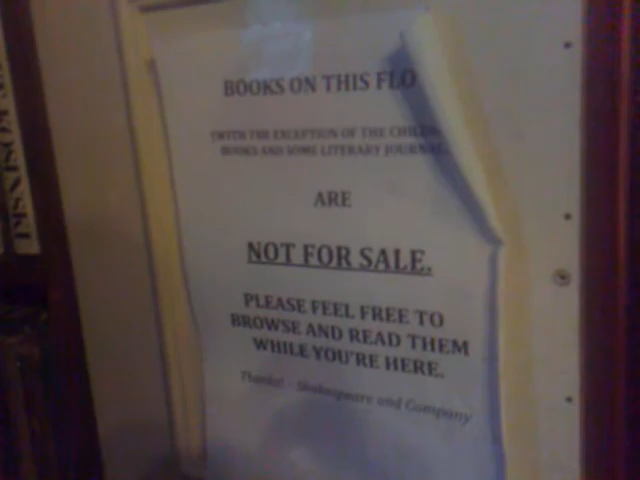 BOOKS ON THIS FLO
(WITH THE EXCEPTION OF THE CHILD
BOOKS AND SOME LITERARY JOURNAL
ARE
NOT FOR SALE.
PLEASE FEEL FREE TO
BROWSE AND READ THEM
WHILE YOU'RE HERE.
Thanks! - Shakespeare and Company